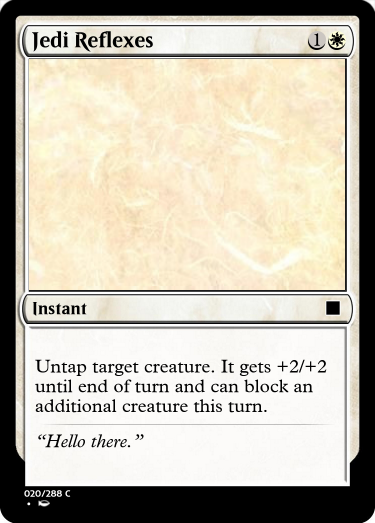 Jedi Reflexes 1
Instant
Untap target creature. It gets +2/+2
until end of turn and can block an
additional creature this turn.
“Hello there.”
020/288 C